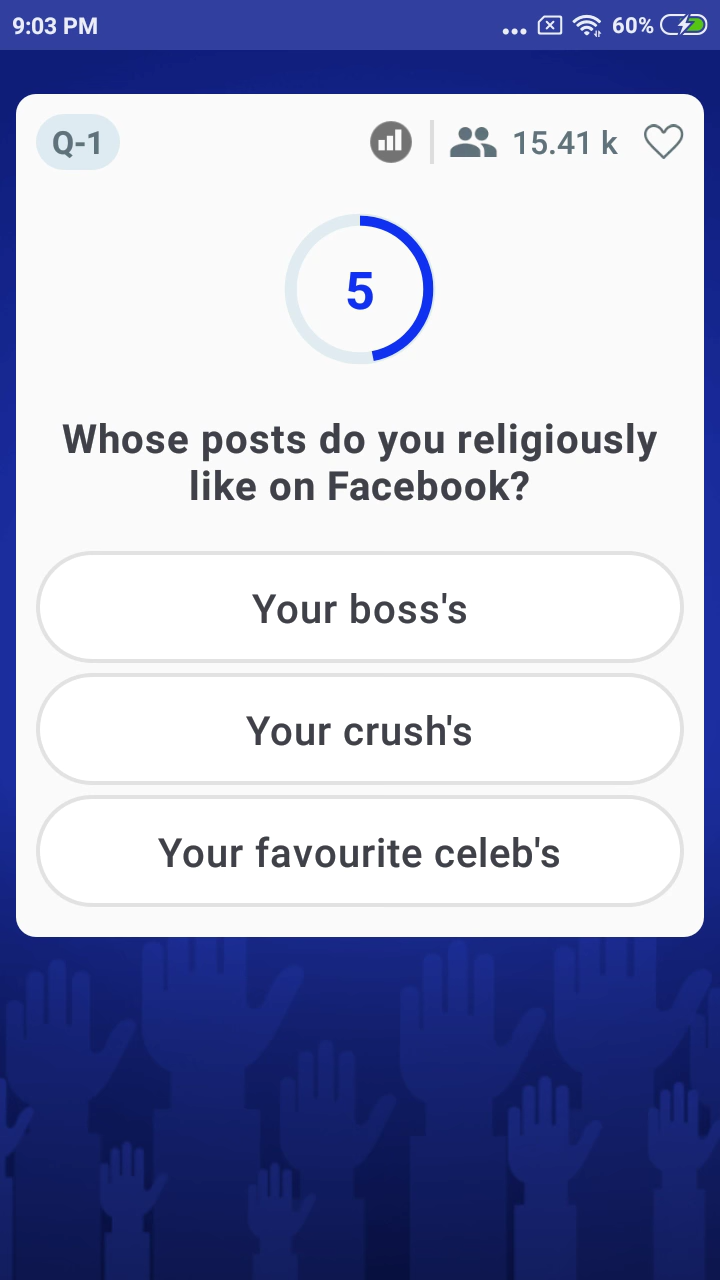 9:03 PM
60%
Q-1
15.41 k
5
Whose posts do you religiously
like on Facebook?
Your boss's
Your crush's
Your favourite celeb's